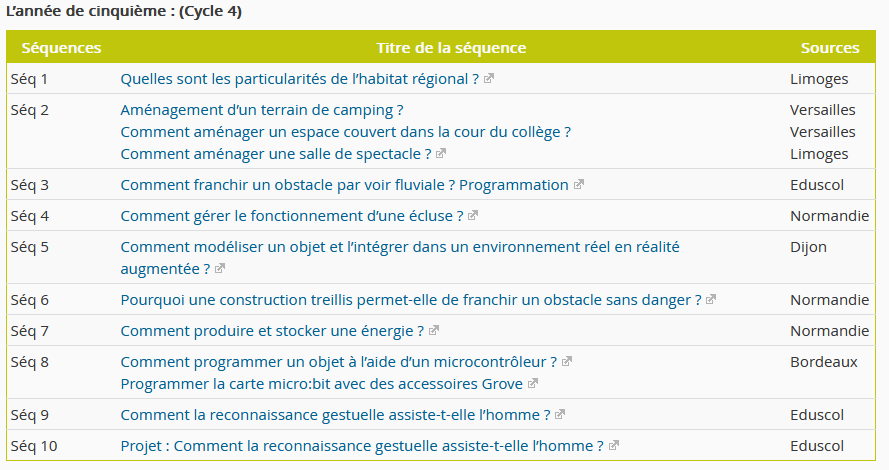 L’année de cinquième : (Cycle 4)
Séquences Titre de la séquence Sources
Séq 1 Quelles sont les particularités de l’habitat régional ? Limoges
Séq 2 Aménagement d’un terrain de camping ? Versailles
Comment aménager un espace couvert dans la cour du collège ? Versailles
Comment aménager une salle de spectacle ? Limoges
Séq 3 Comment franchir un obstacle par voir fluviale ? Programmation Eduscol
Séq 4 Comment gérer le fonctionnement d’une écluse ? Normandie
Séq 5 Comment modéliser un objet et l’intégrer dans un environnement réel en réalité Dijon
augmentée ?
Séq 6 Pourquoi une construction treillis permet-elle de franchir un obstacle sans danger ? Normandie
Séq 7 Comment produire et stocker une énergie ? Normandie
Séq 8 Comment programmer un objet à l’aide d’un microcontrôleur ? Bordeaux
Programmer la carte micro:bit avec des accessoires Grove
Séq 9 Comment la reconnaissance gestuelle assiste-t-elle l’homme ? Eduscol
Séq 10 Projet : Comment la reconnaissance gestuelle assiste-t-elle l’homme ? Eduscol